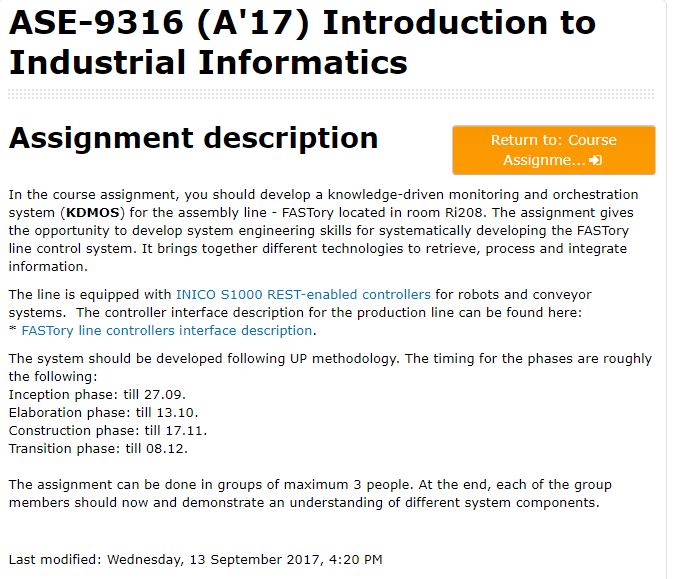 ASE-9316 (A'17) Introduction to
Industrial Informatics
Assignment description
Return to: Course
Assignme...
In the course assignment, you should develop a knowledge-driven monitoring and orchestration
system (KDMOS) for the assembly line - FASTory located in room Ri208. The assignment gives
the opportunity to develop system engineering skills for systematically developing the FASTory
line control system. It brings together different technologies to retrieve, process and integrate
information.
The line is equipped with INICO S1000 REST-enabled controllers for robots and conveyor
systems.  The controller interface description for the production line can be found here:
* FASTory line controllers interface description.
The system should be developed following UP methodology. The timing for the phases are roughly
the following:
Inception phase: till 27.09.
Elaboration phase: till 13.10.
Construction phase: till 17.11.
Transition phase: till 08.12.
The assignment can be done in groups of maximum 3 people. At the end, each of the group
members should now and demonstrate an understanding of different system components.
Last modified: Wednesday, 13 September 2017, 4:20 PM